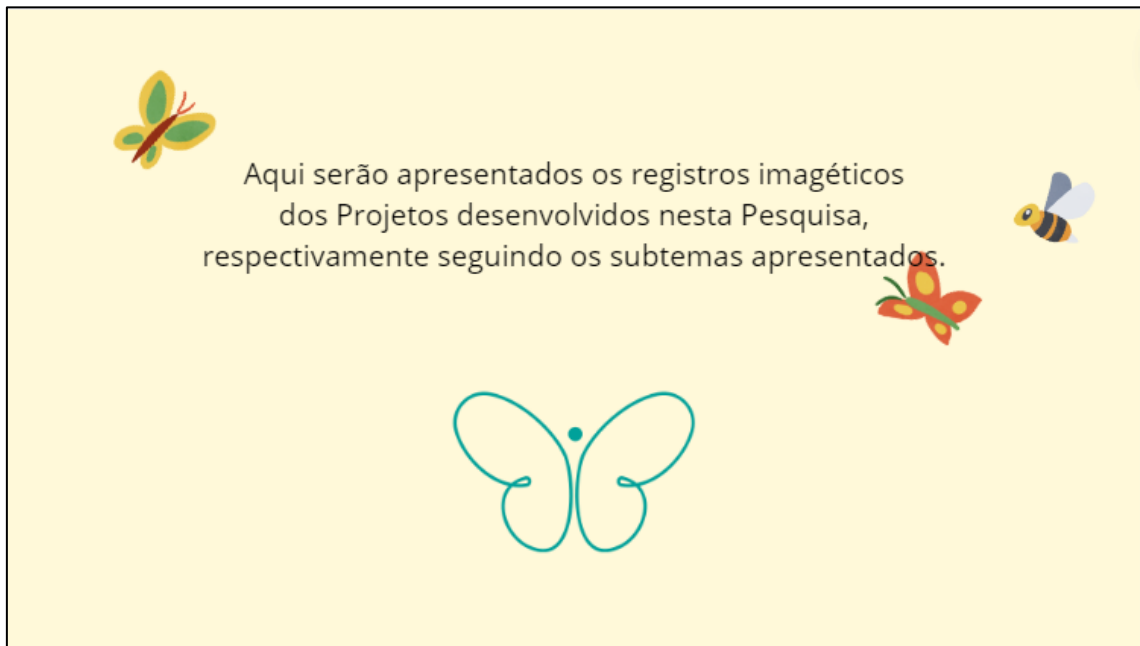 Aqui serão apresentados os registros imagéticos
dos Projetos desenvolvidos nesta Pesquisa,
respectivamente seguindo os subtemas apresentados.